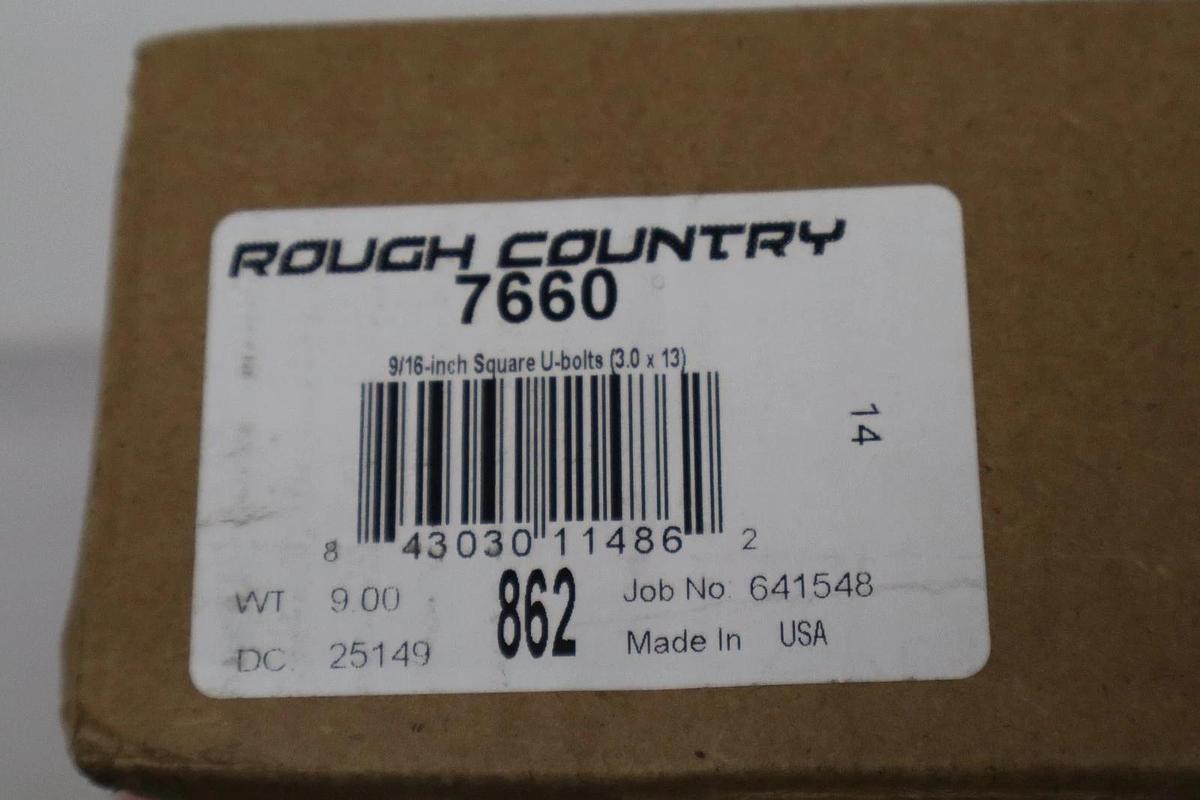 ROUGH COUNTRY
7660
9/16-inch Square U-bolts (3.0 x 13)
14
8 43030 11486 2
WT 9.00
862
Job No: 641548
DC: 25149
Made In USA